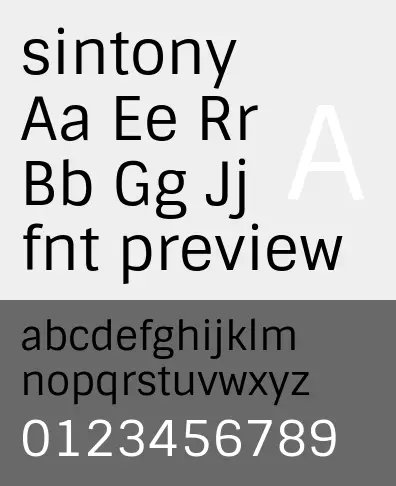 sintony
Aa Ee Rr
A
Bb Gg Jj
fnt preview
abcdefghijklm
nopqrstuvwxyz
0123456789